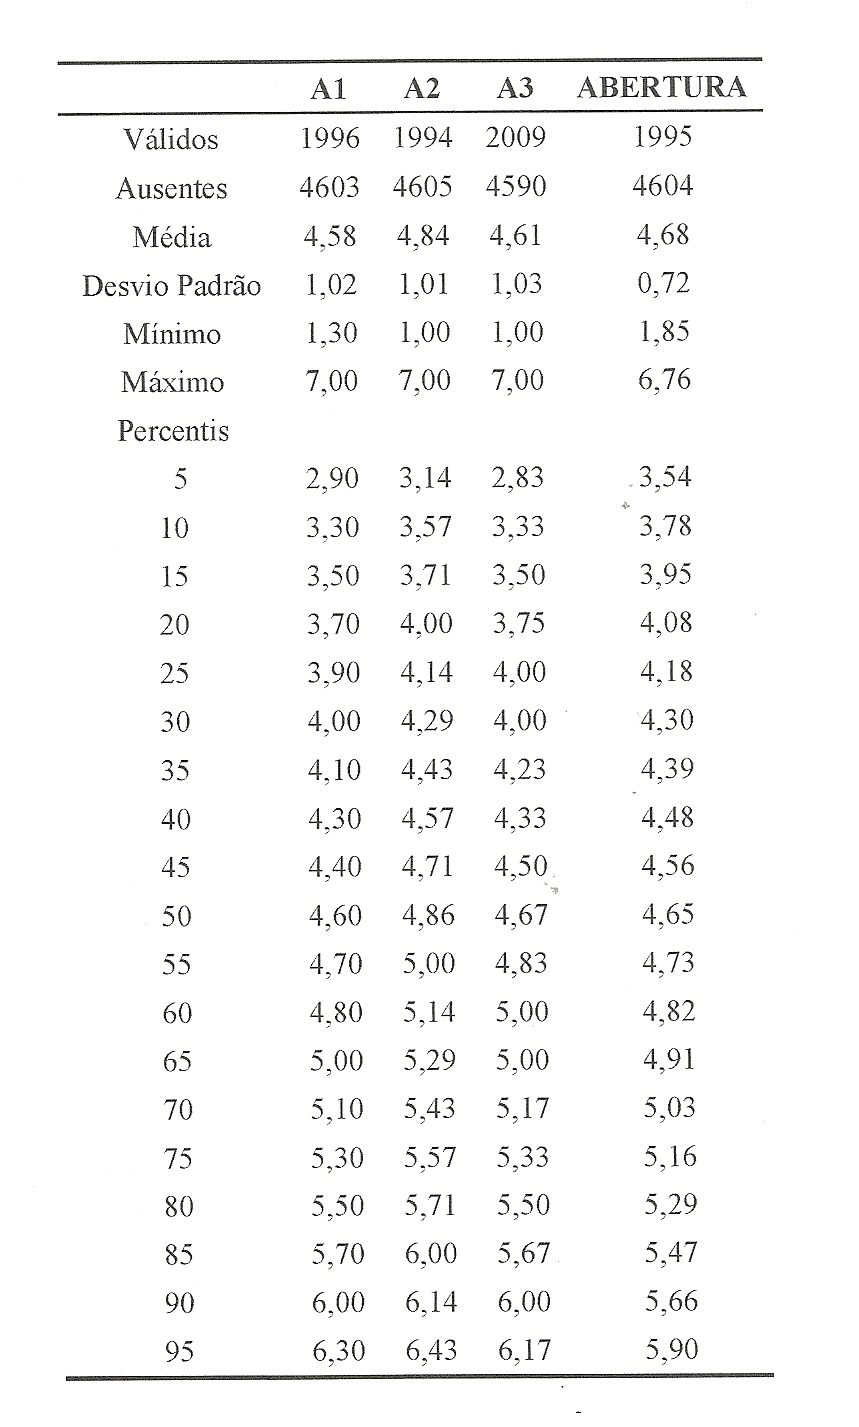 A1 A2 A3 ABERTURA
Válidos 1996 1994 2009 1995
Ausentes 4603 4605 4590 4604
Média 4,58 4,84 4,61 4,68
Desvio Padrão 1,02 1,01 1,03 0,72
Mínimo 1,30 1,00 1,00 1,85
Máximo 7,00 7,00 7,00 6,76
Percentis
5 2,90 3,14 2,83 3,54
10 3,30 3,57 3,33 3,78
15 3,50 3,71 3,50 3,95
20 3,70 4,00 3,75 4,08
25 3,90 4,14 4,00 4,18
30 4,00 4,29 4,00 4,30
35 4,10 4,43 4,23 4,39
40 4,30 4,57 4,33 4,48
45 4,40 4,71 4,50 4,56
50 4,60 4,86 4,67 4,65
55 4,70 5,00 4,83 4,73
60 4,80 5,14 5,00 4,82
65 5,00 5,29 5,00 4,91
70 5,10 5,43 5,17 5,03
75 5,30 5,57 5,33 5,16
80 5,50 5,71 5,50 5,29
85 5,70 6,00 5,67 5,47
90 6,00 6,14 6,00 5,66
95 6,30 6,43 6,17 5,90